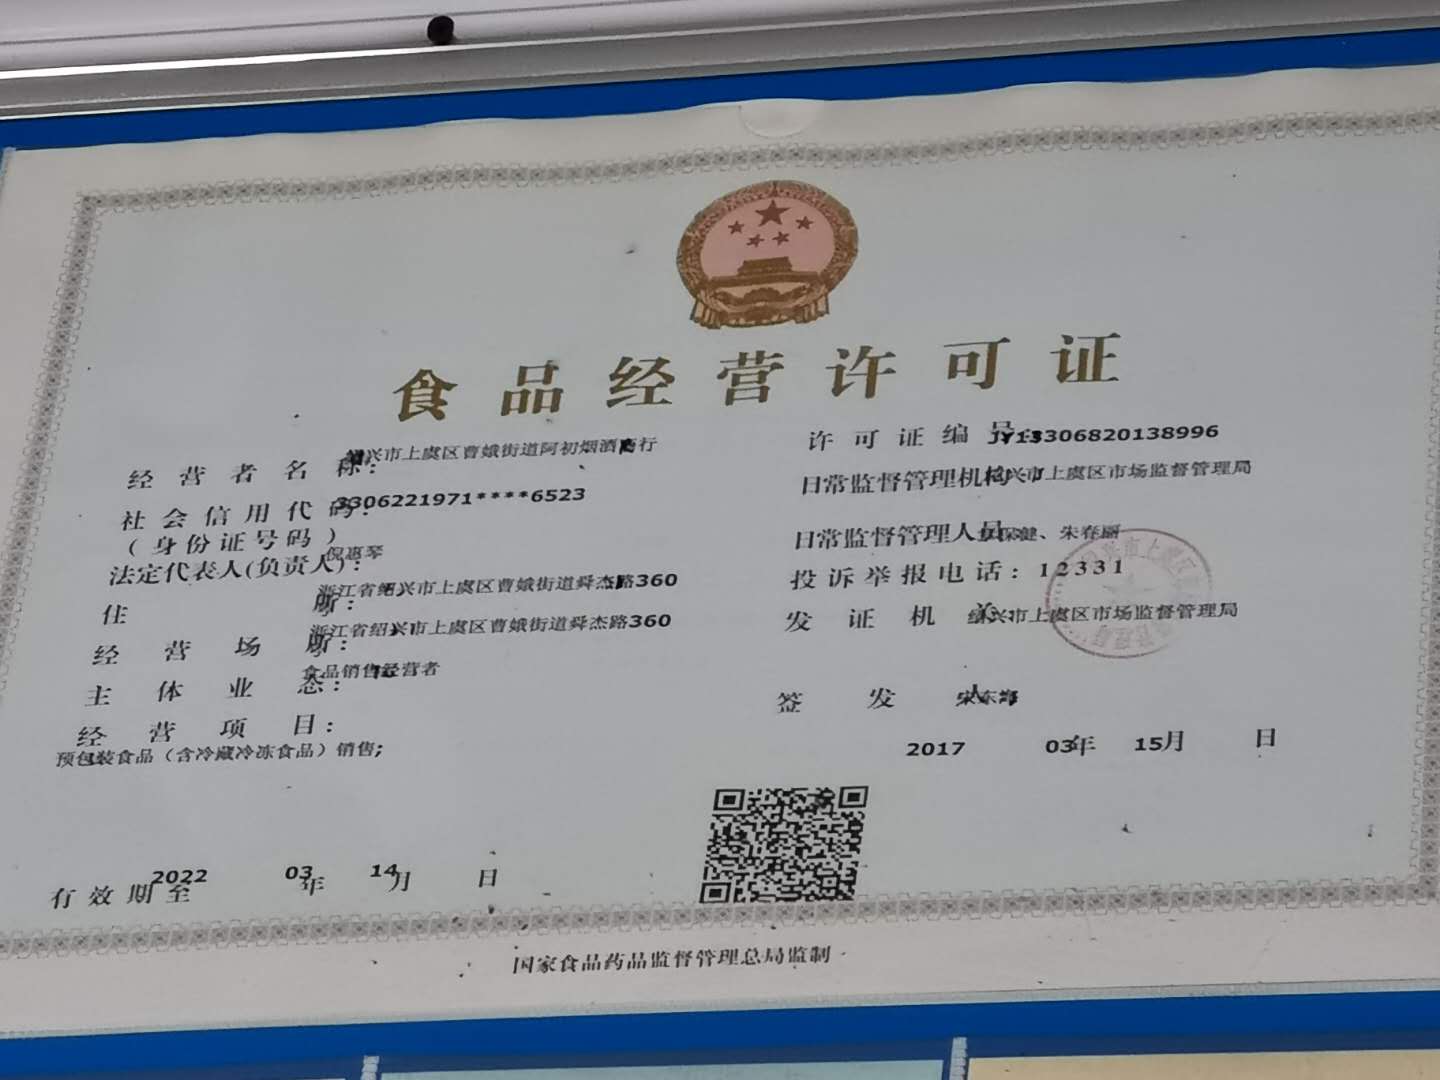 食品经营许可证
经营者名称：绍兴市上虞区曹娥街道阿初烟酒商行
社会信用代码：3306221971****6523
（身份证号码）
法定代表人(负责人)：倪惠琴
住所：浙江省绍兴市上虞区曹娥街道舜杰路360
经营场所：浙江省绍兴市上虞区曹娥街道舜杰路360
主体业态：食品销售经营者
经营项目：
预包装食品（含冷藏冷冻食品）销售;
有效期至2022年03月14日
许可证编号：JY13306820138996
日常监督管理机构：绍兴市上虞区市场监督管理局
日常监督管理人员：保健、朱春丽
投诉举报电话：12331
发证机关：绍兴市上虞区市场监督管理局
签发人：宋东海
2017年03月15日
国家食品药品监督管理总局监制